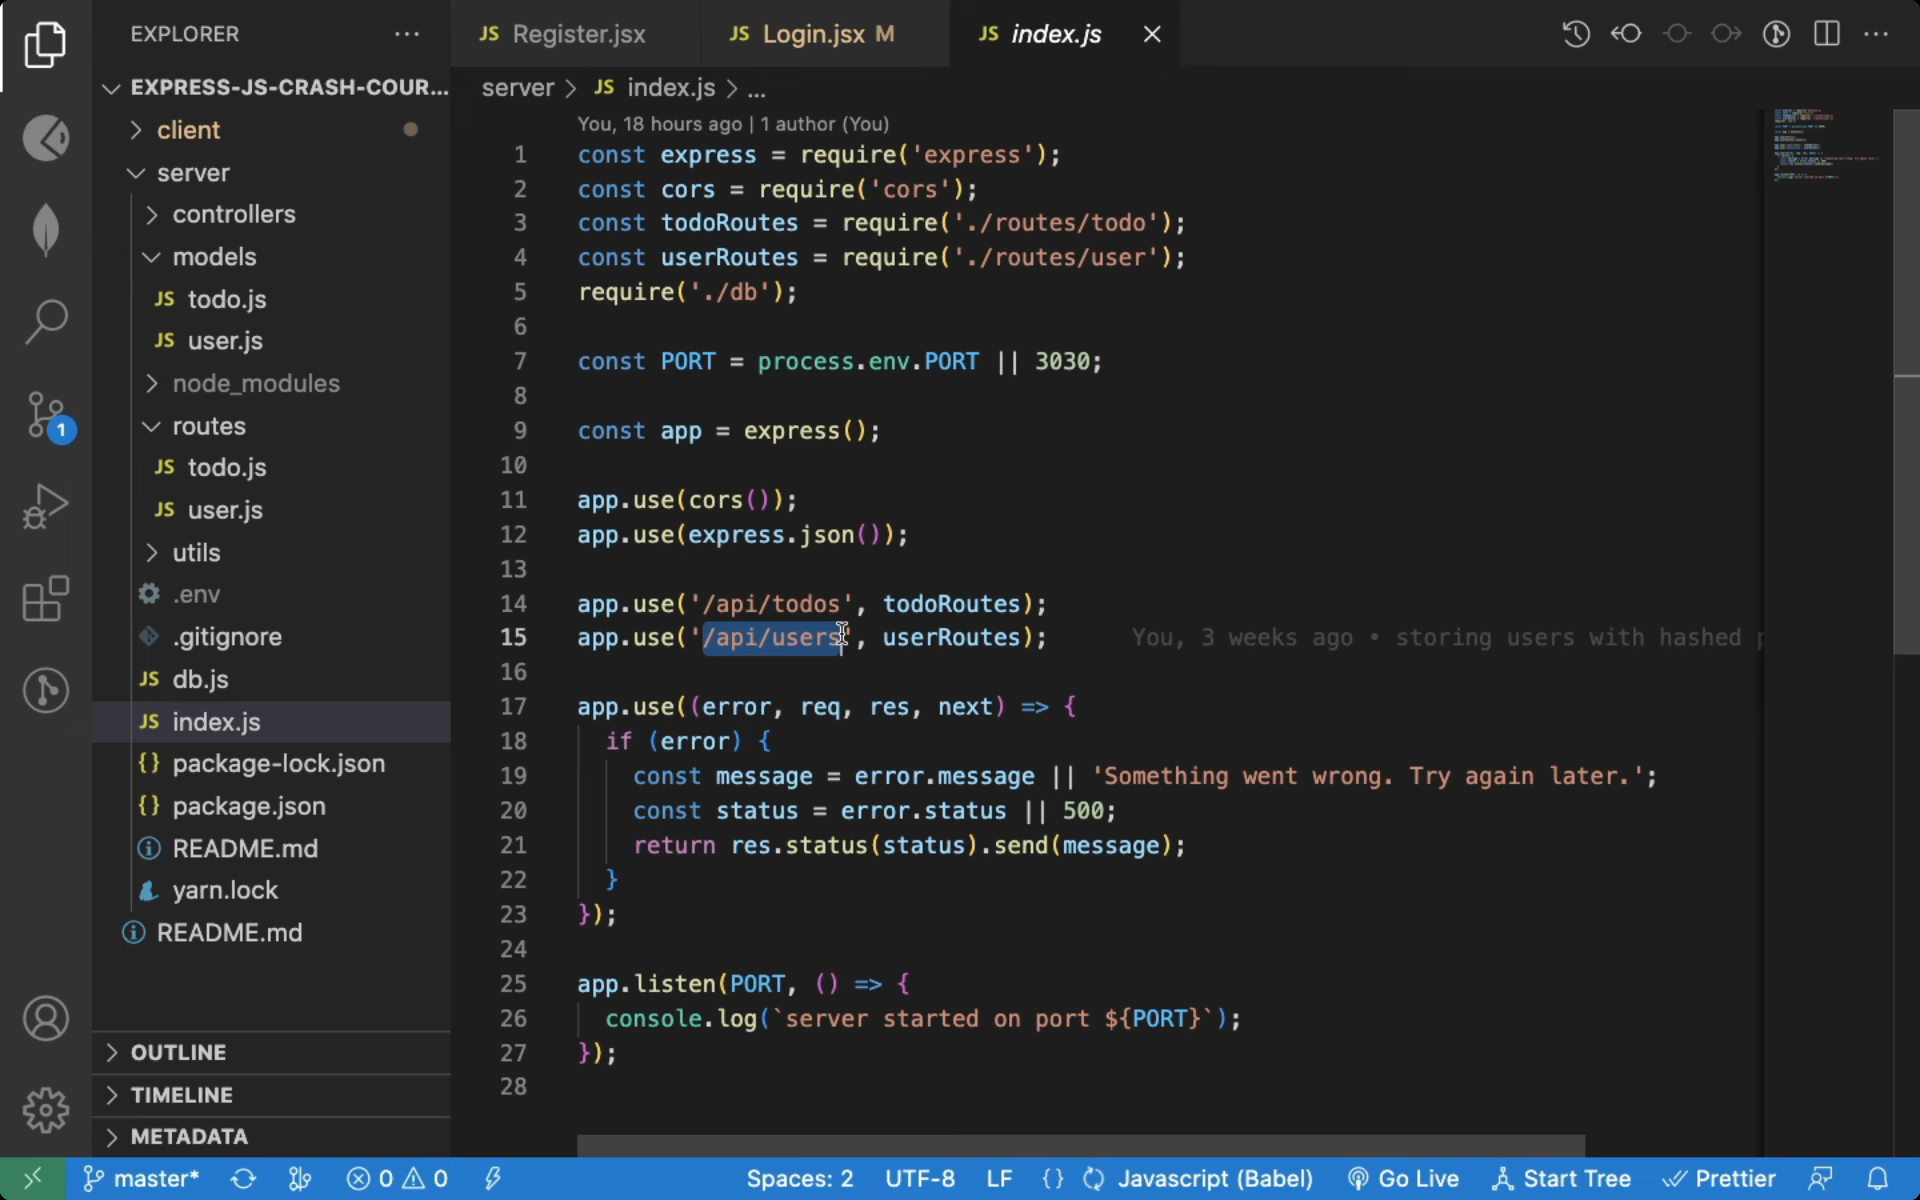 EXPLORER
EXPRESS-JS-CRASH-COUR...
client
server
controllers
models
JS todo.js
JS user.js
node_modules
routes
JS todo.js
JS user.js
utils
.env
.gitignore
JS db.js
JS index.js
{} package-lock.json
{} package.json
README.md
yarn.lock
README.md
OUTLINE
TIMELINE
METADATA
1
JS Register.jsx
JS Login.jsx M
JS index.js
server > JS index.js > ...
You, 18 hours ago | 1 author (You)
1 const express = require('express');
2 const cors = require('cors');
3 const todoRoutes = require('./routes/todo');
4 const userRoutes = require('./routes/user');
5 require('./db');
6
7 const PORT = process.env.PORT || 3030;
8
9 const app = express();
10
11 app.use(cors());
12 app.use(express.json());
13
14 app.use('/api/todos', todoRoutes);
15 app.use('/api/users', userRoutes); You, 3 weeks ago • storing users with hashed
16
17 app.use((error, req, res, next) => {
18 if (error) {
19 const message = error.message || 'Something went wrong. Try again later.';
20 const status = error.status || 500;
21 return res.status(status).send(message);
22 }
23 });
24
25 app.listen(PORT, () => {
26 console.log(`server started on port ${PORT}`);
27 });
28
master* 0 0 Spaces: 2 UTF-8 LF {} Javascript (Babel) Go Live Start Tree Prettier